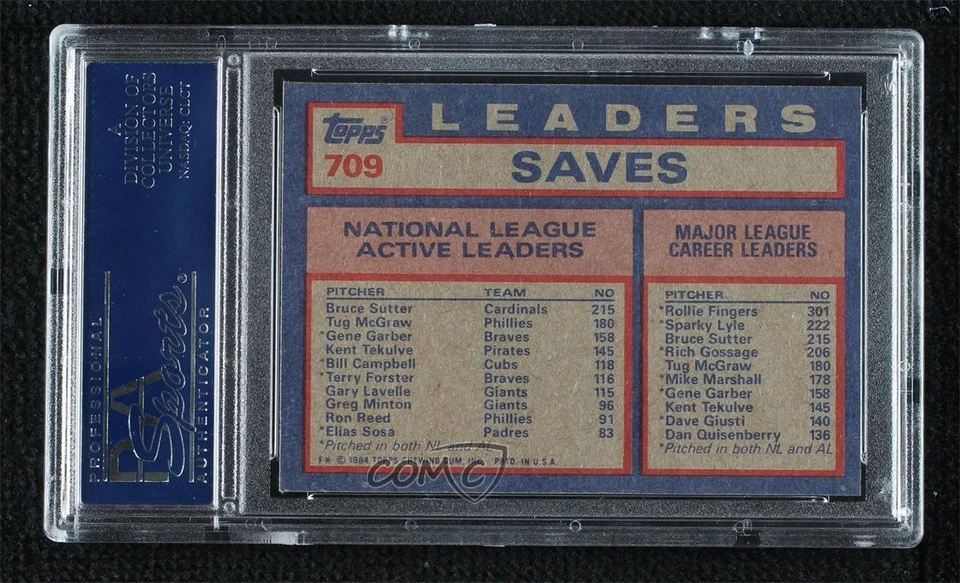 A
DIVISION OF
COLLECTORS
UNIVERSE
NASDAQ: CLCT
PROFESSIONAL
PSA
Sports
AUTHENTICATOR
Topps®
709
LEADERS
SAVES
NATIONAL LEAGUE
ACTIVE LEADERS
PITCHER TEAM NO
Bruce Sutter Cardinals 215
Tug McGraw Phillies 180
*Gene Garber Braves 158
Kent Tekulve Pirates 145
*Bill Campbell Cubs 118
*Terry Forster Braves 116
Gary Lavelle Giants 115
Greg Minton Giants 96
Ron Reed Phillies 91
*Elias Sosa Padres 83
*Pitched in both NL and AL
F* © 1984 TOPPS CHEWING GUM, INC. PRTD. IN U.S.A.
MAJOR LEAGUE
CAREER LEADERS
PITCHER NO
*Rollie Fingers 301
*Sparky Lyle 222
Bruce Sutter 215
*Rich Gossage 206
Tug McGraw 180
*Mike Marshall 178
*Gene Garber 158
Kent Tekulve 145
*Dave Giusti 140
Dan Quisenberry 136
*Pitched in both NL and AL
COMC